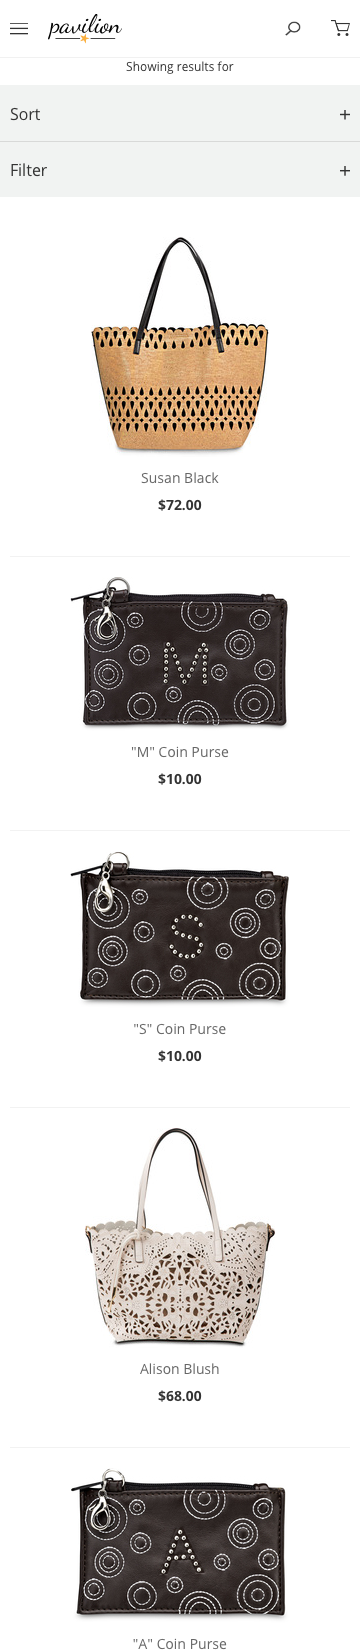 pavilion
Showing results for
Sort
+
Filter
+
Susan Black
$72.00
M
"M" Coin Purse
$10.00
S
"S" Coin Purse
$10.00
Alison Blush
$68.00
A
"A" Coin Purse